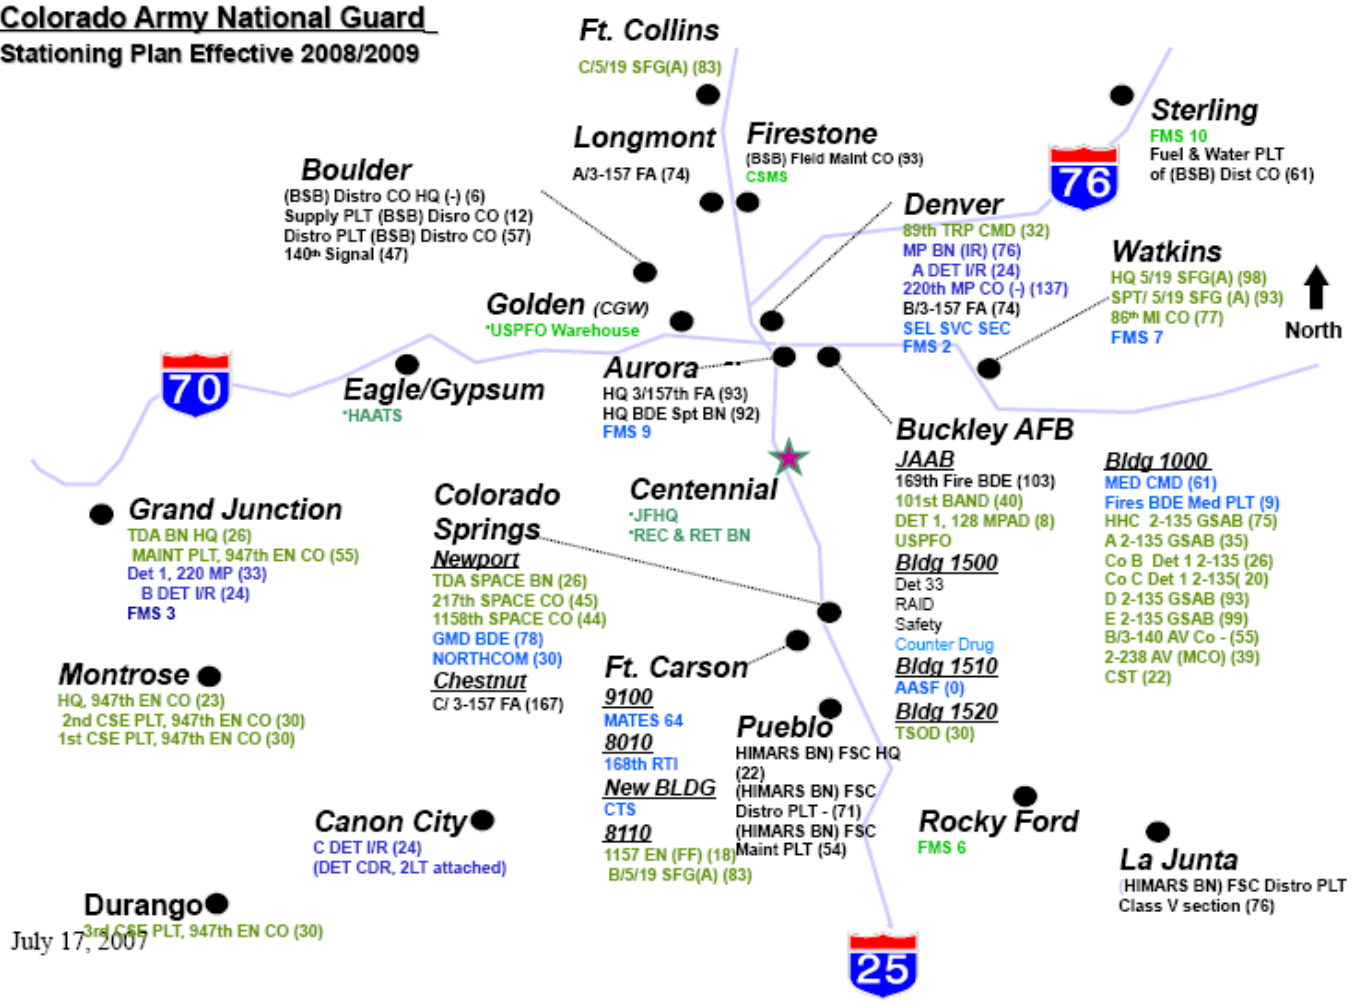 Colorado Army National Guard
Stationing Plan Effective 2008/2009
Ft. Collins
C/5/19 SFG(A) (83)
Longmont
A/3-157 FA (74)
Firestone
(BSB) Field Maint CO (93)
CSMS
Sterling
FMS 10
Fuel & Water PLT
of (BSB) Dist CO (61)
76
Boulder
(BSB) Distro CO HQ (-) (6)
Supply PLT (BSB) Disro CO (12)
Distro PLT (BSB) Distro CO (57)
140th Signal (47)
Denver
89th TRP CMD (32)
MP BN (IR) (76)
A DET I/R (24)
220th MP CO (-) (137)
B/3-157 FA (74)
SEL SVC SEC
FMS 2
Watkins
HQ 5/19 SFG(A) (98)
SPT/ 5/19 SFG (A) (93)
86th MI CO (77)
FMS 7
North
Golden (CGW)
*USPFO Warehouse
70
Eagle/Gypsum
*HAATS
Aurora --
HQ 3/157th FA (93)
HQ BDE Spt BN (92)
FMS 9
Buckley AFB
JAAB
169th Fire BDE (103)
101st BAND (40)
DET 1, 128 MPAD (8)
USPFO
Bldg 1500
Det 33
RAID
Safety
Counter Drug
Bldg 1510
AASF (0)
Bldg 1520
TSOD (30)
Bldg 1000
MED CMD (61)
Fires BDE Med PLT (9)
HHC 2-135 GSAB (75)
A 2-135 GSAB (35)
Co B Det 1 2-135 (26)
Co C Det 1 2-135( 20)
D 2-135 GSAB (93)
E 2-135 GSAB (99)
B/3-140 AV Co - (55)
2-238 AV (MCO) (39)
CST (22)
Grand Junction
TDA BN HQ (26)
MAINT PLT, 947th EN CO (55)
Det 1, 220 MP (33)
B DET I/R (24)
FMS 3
Colorado
Springs
Newport
TDA SPACE BN (26)
217th SPACE CO (45)
1158th SPACE CO (44)
GMD BDE (78)
NORTHCOM (30)
Chestnut
C/ 3-157 FA (167)
Centennial
*JFHQ
*REC & RET BN
Montrose
HQ, 947th EN CO (23)
2nd CSE PLT, 947th EN CO (30)
1st CSE PLT, 947th EN CO (30)
Ft. Carson
9100
MATES 64
8010
168th RTI
New BLDG
CTS
8110
1157 EN (FF) (18)
B/5/19 SFG(A) (83)
Pueblo
HIMARS BN) FSC HQ
(22)
(HIMARS BN) FSC
Distro PLT - (71)
(HIMARS BN) FSC
Maint PLT (54)
Canon City
C DET I/R (24)
(DET CDR, 2LT attached)
Rocky Ford
FMS 6
La Junta
(HIMARS BN) FSC Distro PLT
Class V section (76)
Durango
3rd CSE PLT, 947th EN CO (30)
July 17, 2007
25